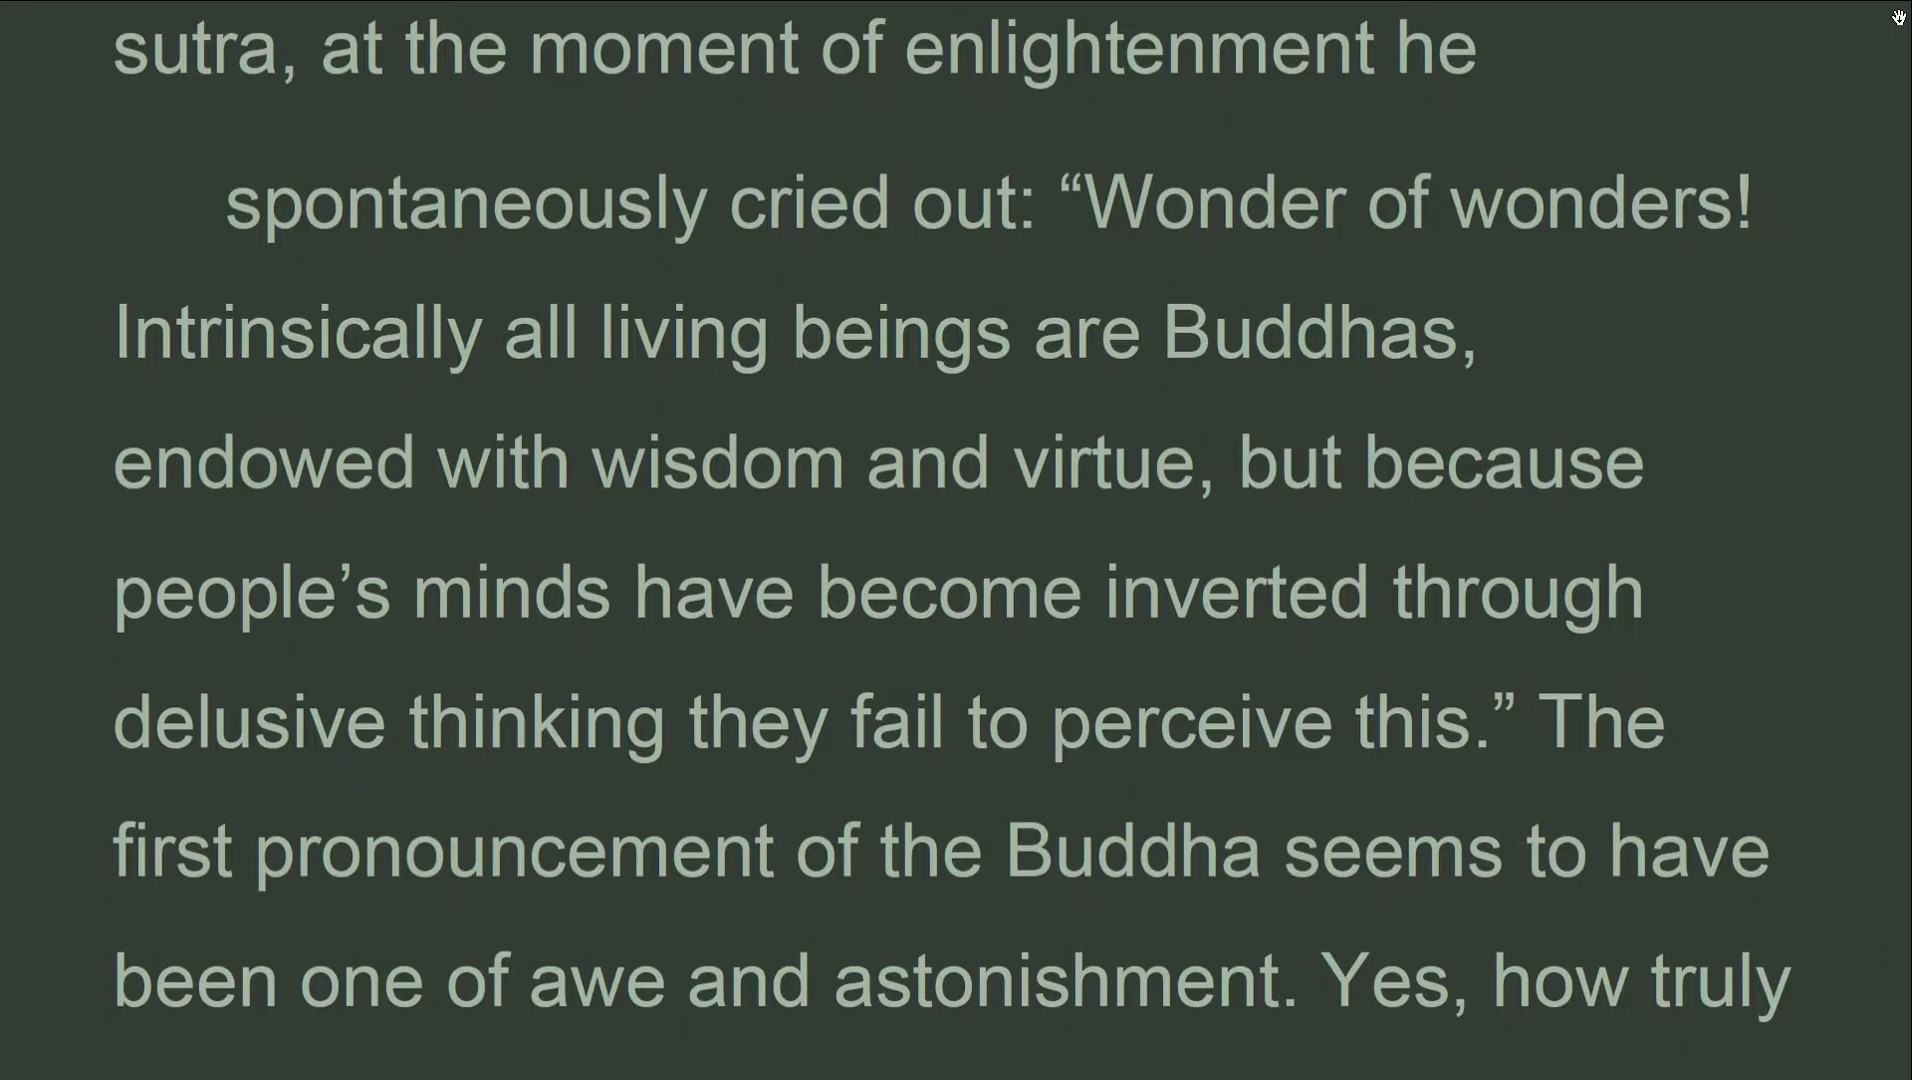 sutra, at the moment of enlightenment he
spontaneously cried out: “Wonder of wonders!
Intrinsically all living beings are Buddhas,
endowed with wisdom and virtue, but because
people’s minds have become inverted through
delusive thinking they fail to perceive this.” The
first pronouncement of the Buddha seems to have
been one of awe and astonishment. Yes, how truly